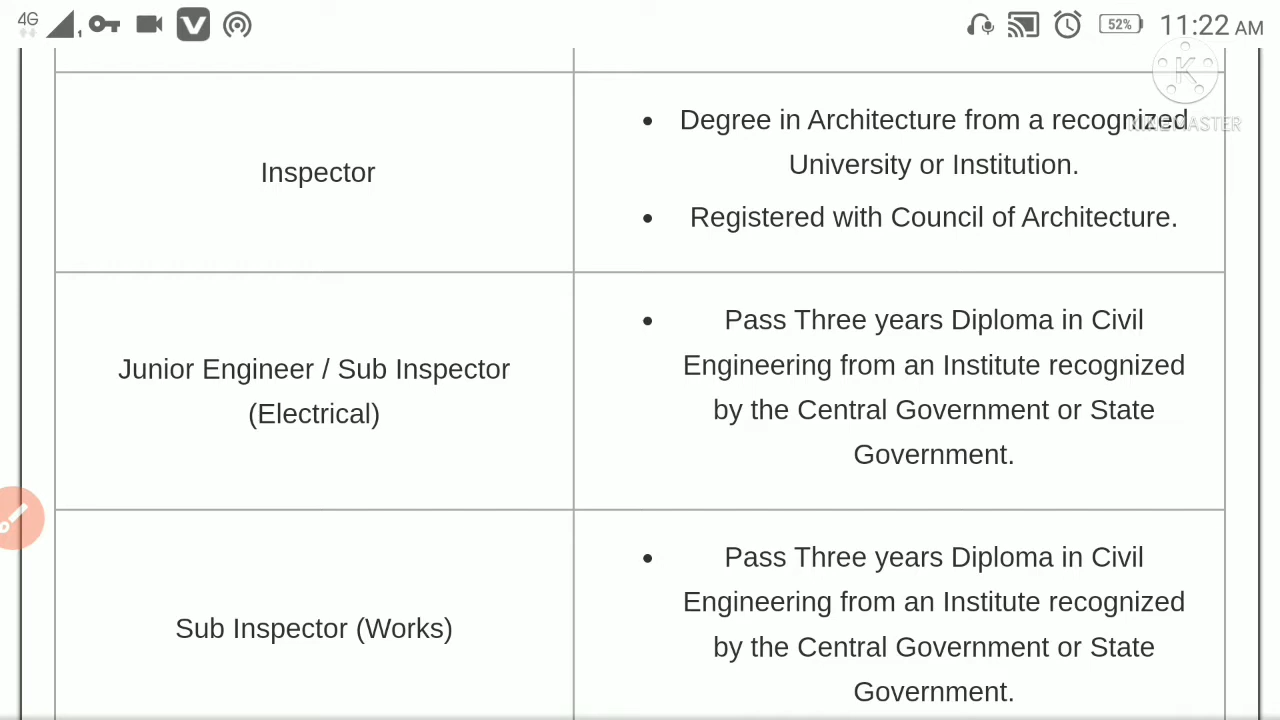 4G
52%
11:22 AM
K
KINEMASTER
Inspector
• Degree in Architecture from a recognized
University or Institution.
• Registered with Council of Architecture.
Junior Engineer / Sub Inspector
(Electrical)
• Pass Three years Diploma in Civil
Engineering from an Institute recognized
by the Central Government or State
Government.
Sub Inspector (Works)
• Pass Three years Diploma in Civil
Engineering from an Institute recognized
by the Central Government or State
Government.